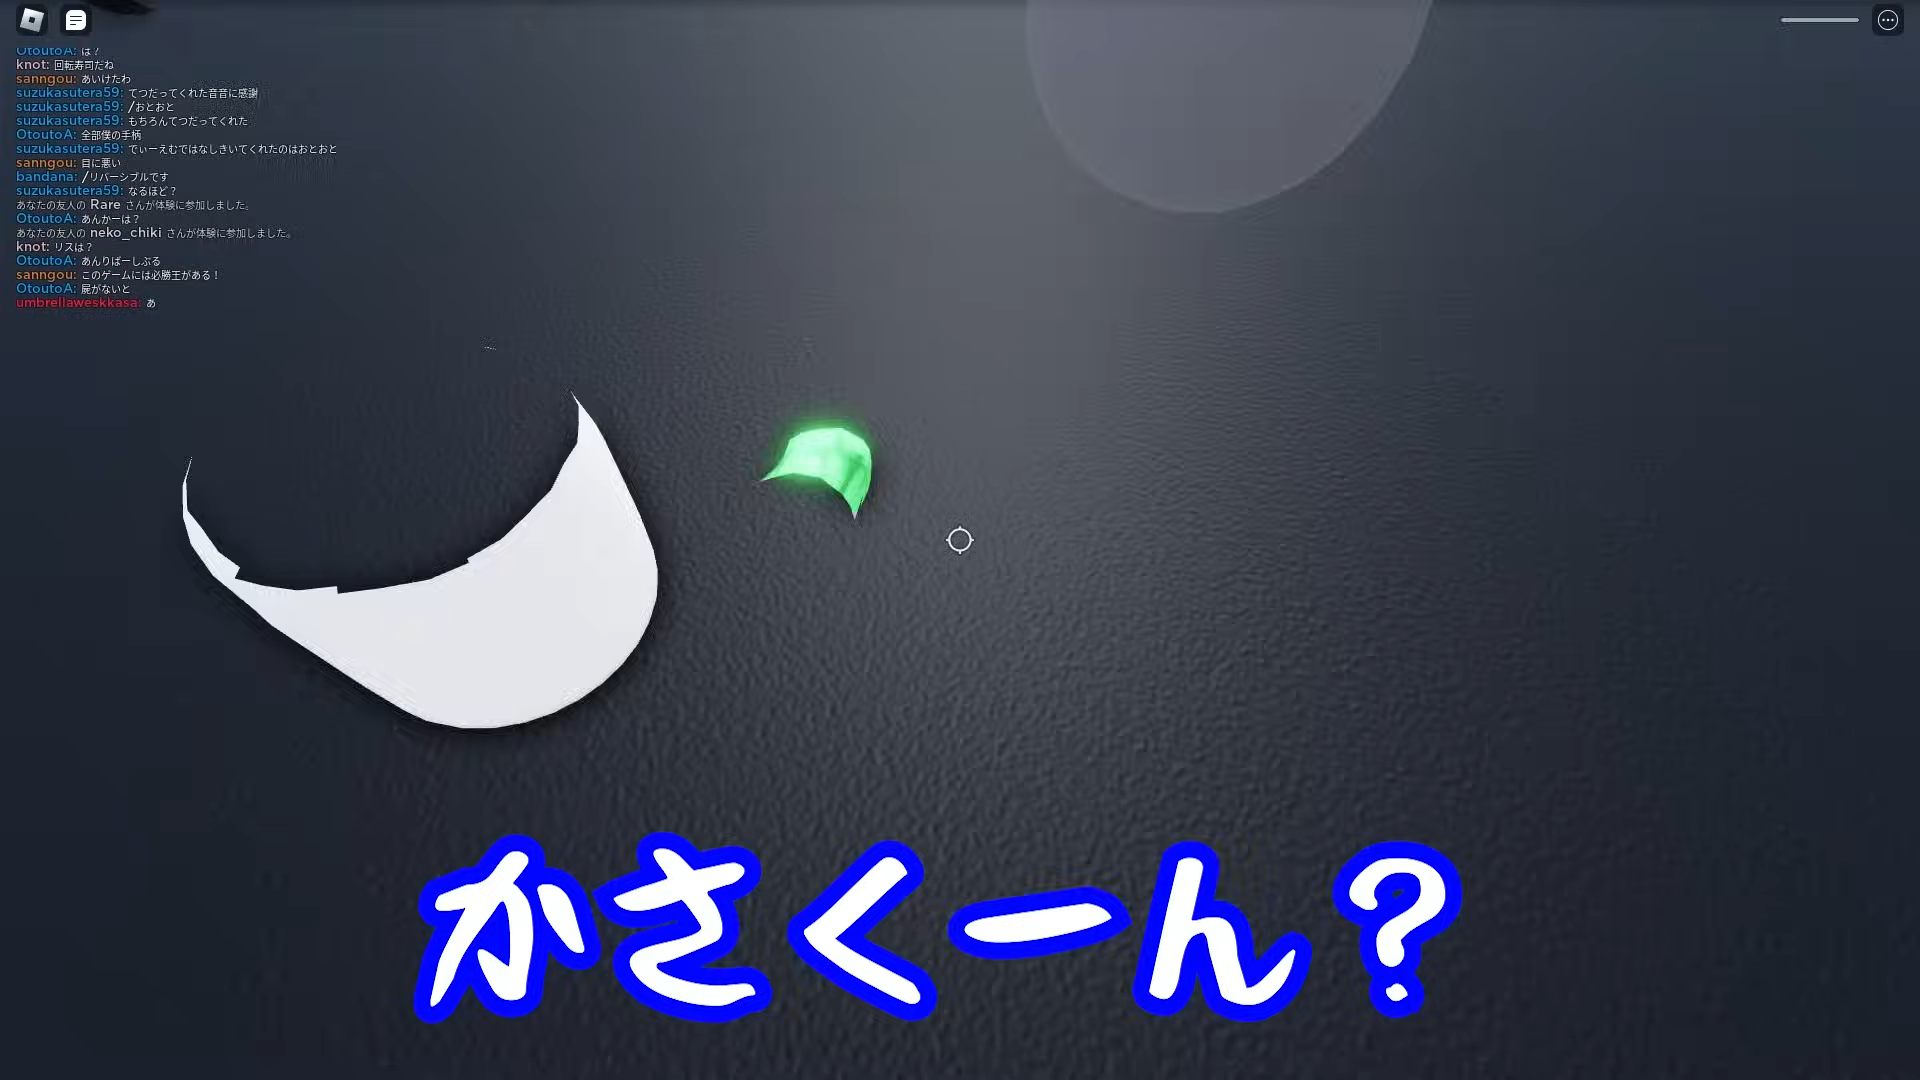 OtoutoA: は？
knot: 回転寿司だね
sanngou: あいけたわ
suzukasutera59: てつだってくれた音音に感謝
suzukasutera59: /おとおと
suzukasutera59: もちろんてつだってくれた
OtoutoA: 全部僕の手柄
suzukasutera59: でぃーえむではなしきいてくれたのはおとおと
sanngou: 目に悪い
bandana: /リバーシブルです
suzukasutera59: なるほど？
あなたの友人の Rare さんが体験に参加しました。
OtoutoA: あんかーは？
あなたの友人の neko_chiki さんが体験に参加しました。
knot: リスは？
OtoutoA: あんりばーしぶる
sanngou: このゲームには必勝王がある！
OtoutoA: 屍がないと
umbrellaweskkasa: あ
かさくーん？